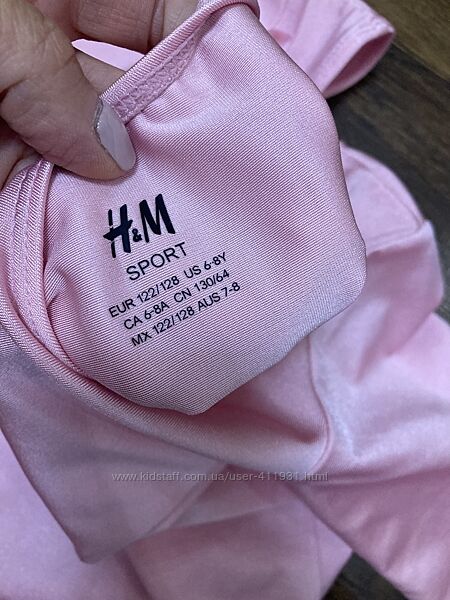 H&M
SPORT
EUR 122/128 US 6-8Y
CA 6-8A CN 130/64
MX 122/128 AUS 7-8
www.kidstaff.com.ua/user-411931.html